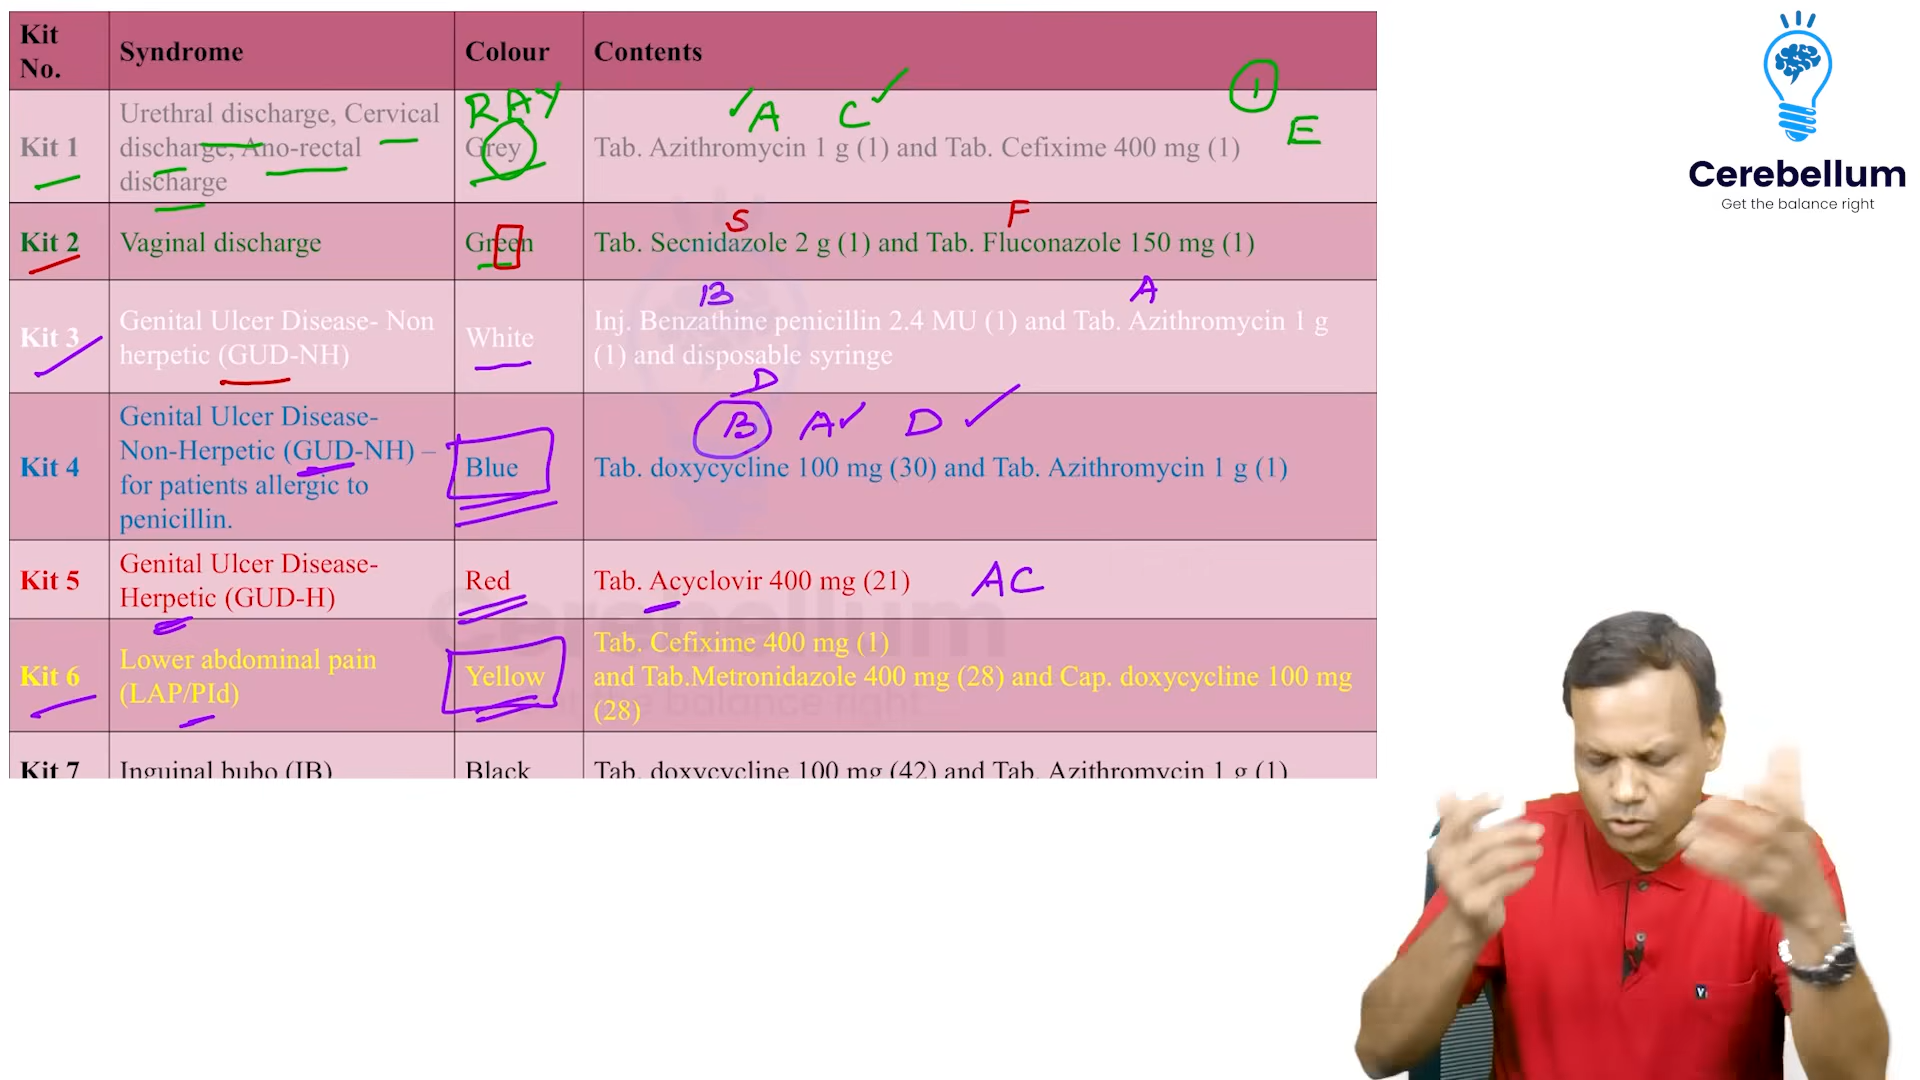 Kit No. Syndrome Colour Contents
RAY A C 1 E
Kit 1 Urethral discharge, Cervical discharge, Ano-rectal discharge Grey Tab. Azithromycin 1 g (1) and Tab. Cefixime 400 mg (1)
S F
Kit 2 Vaginal discharge Green Tab. Secnidazole 2 g (1) and Tab. Fluconazole 150 mg (1)
B A
Kit 3 Genital Ulcer Disease- Non herpetic (GUD-NH) White Inj. Benzathine penicillin 2.4 MU (1) and Tab. Azithromycin 1 g (1) and disposable syringe
D
B A D
Kit 4 Genital Ulcer Disease- Non-Herpetic (GUD-NH) – for patients allergic to penicillin. Blue Tab. doxycycline 100 mg (30) and Tab. Azithromycin 1 g (1)
Kit 5 Genital Ulcer Disease- Herpetic (GUD-H) Red Tab. Acyclovir 400 mg (21) AC
Kit 6 Lower abdominal pain (LAP/PId) Yellow Tab. Cefixime 400 mg (1) and Tab.Metronidazole 400 mg (28) and Cap. doxycycline 100 mg (28)
Kit 7 Inguinal bubo (IB) Black Tab. doxycycline 100 mg (42) and Tab. Azithromycin 1 g (1)
Cerebellum
Get the balance right
Cerebellum
the balance right